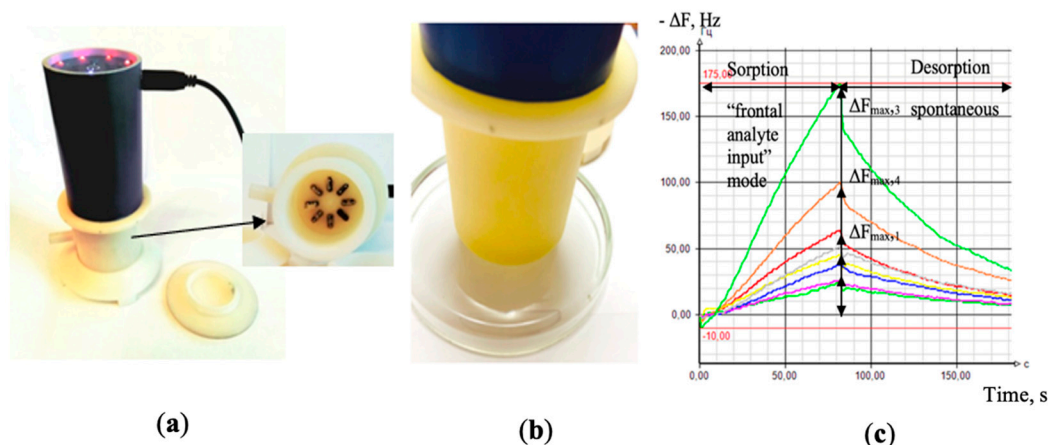 - ΔF, Hz
Гц
200,00
175,00
Sorption
Desorption
150,00
ΔFmax,3
spontaneous
“frontal
analyte
input”
mode
100,00
ΔFmax,4
50,00
ΔFmax,1
0,00
-10,00
0,00
50,00
100,00
150,00
с
Time, s
(a)
(b)
(c)